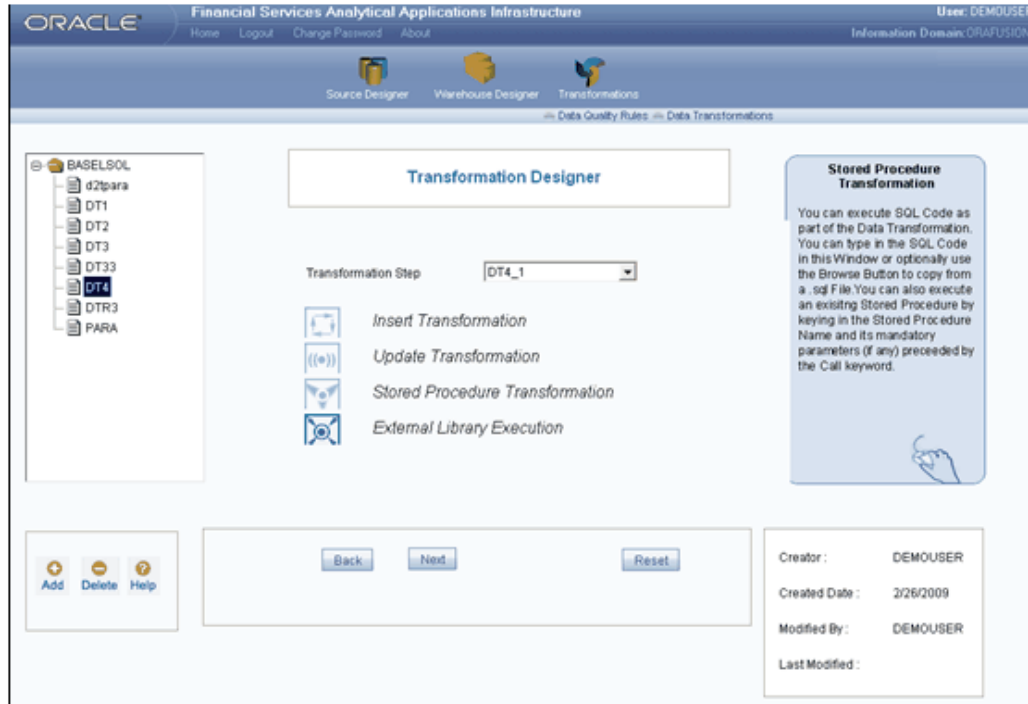 ORACLE
Financial Services Analytical Applications Infrastructure
User: DEMOUSER
Home Logout Change Password About
Information Domain:ORAFUSION
Source Designer Warehouse Designer Transformations
Data Quality Rules Data Transformations
BASELSOL
d2tpara
DT1
DT2
DT3
DT33
DT4
DTR3
PARA
Transformation Designer
Transformation Step DT4_1
Insert Transformation
Update Transformation
Stored Procedure Transformation
External Library Execution
Stored Procedure
Transformation
You can execute SQL Code as
part of the Data Transformation.
You can type in the SQL Code
in this Window or optionally use
the Browse Button to copy from
a .sql File.You can also execute
an exisitng Stored Procedure by
keying in the Stored Procedure
Name and its mandatory
parameters (if any) preceeded by
the Call keyword.
Add Delete Help
Back Next Reset
Creator : DEMOUSER
Created Date : 2/26/2009
Modified By : DEMOUSER
Last Modified :